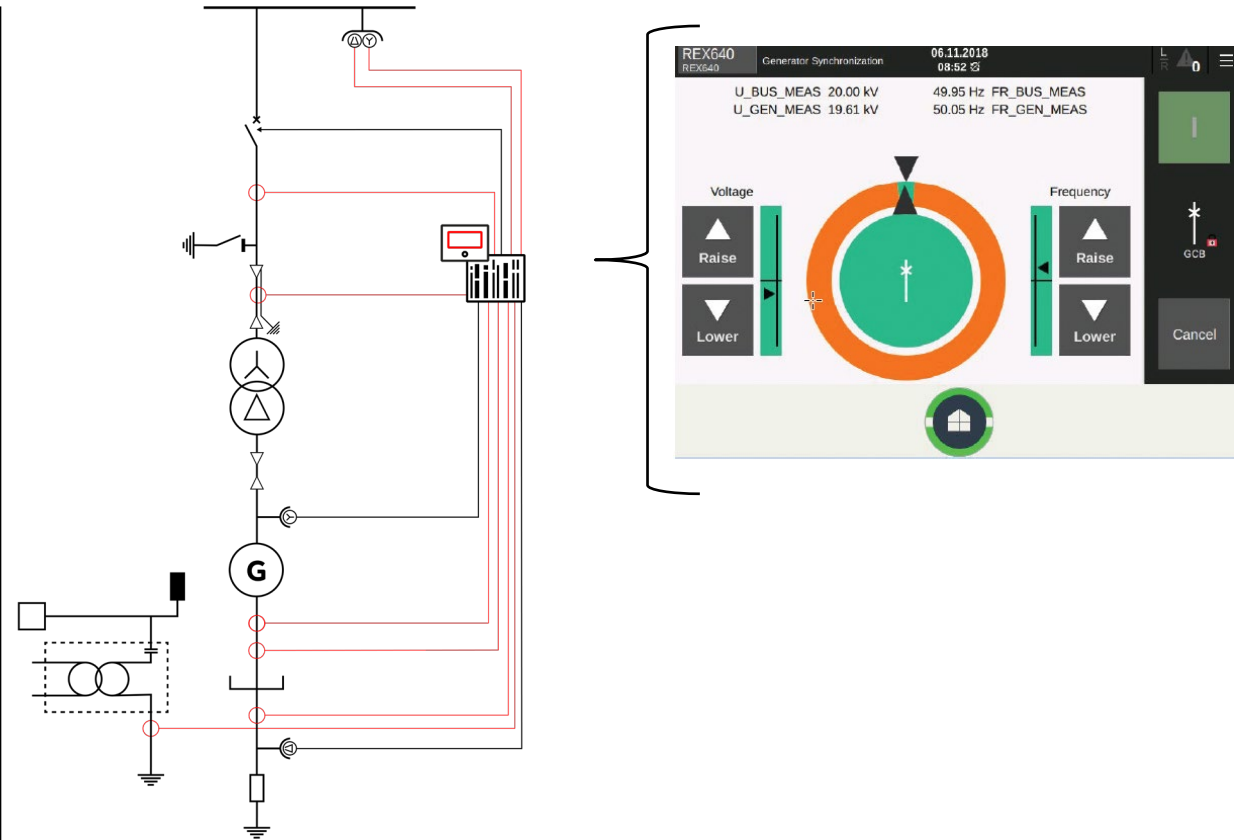 REX640
REX640
Generator Synchronization
06.11.2018
08:52
L
R
0
U_BUS_MEAS 20.00 kV 49.95 Hz FR_BUS_MEAS
U_GEN_MEAS 19.61 kV 50.05 Hz FR_GEN_MEAS
I
Voltage
Frequency
Raise
Raise
GCB
Lower
Lower
Cancel
G